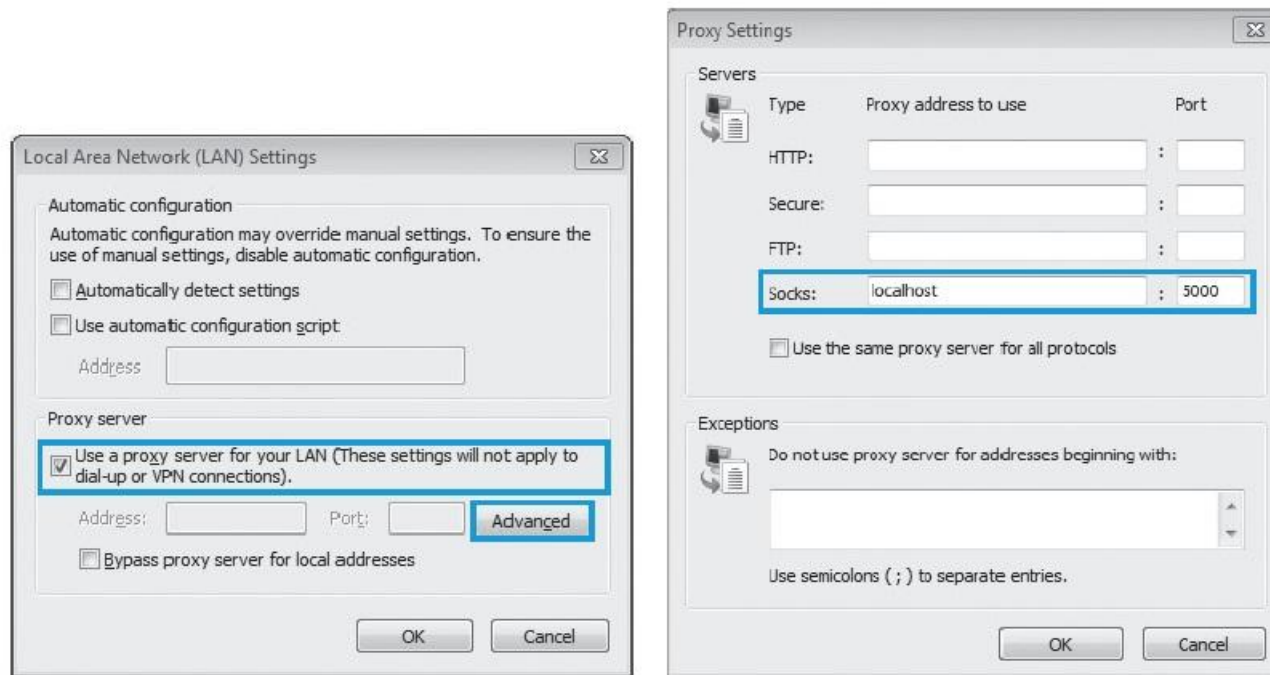 Local Area Network (LAN) Settings
Automatic configuration
Automatic configuration may override manual settings. To ensure the
use of manual settings, disable automatic configuration.
Automatically detect settings
Use automatic configuration script
Address
Proxy server
Use a proxy server for your LAN (These settings will not apply to
dial-up or VPN connections).
Address: Port: Advanced
Bypass proxy server for local addresses
OK Cancel
Proxy Settings
Servers
Type Proxy address to use Port
HTTP: :
Secure: :
FTP: :
Socks: localhost : 5000
Use the same proxy server for all protocols
Exceptions
Do not use proxy server for addresses beginning with:
Use semicolons ( ; ) to separate entries.
OK Cancel